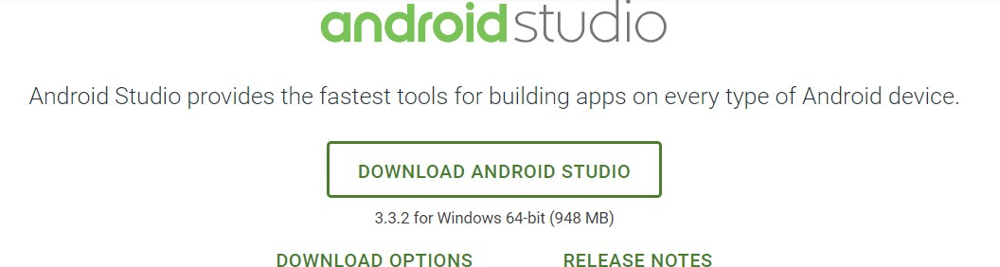 androidstudio
Android Studio provides the fastest tools for building apps on every type of Android device.
DOWNLOAD ANDROID STUDIO
3.3.2 for Windows 64-bit (948 MB)
DOWNLOAD OPTIONS
RELEASE NOTES